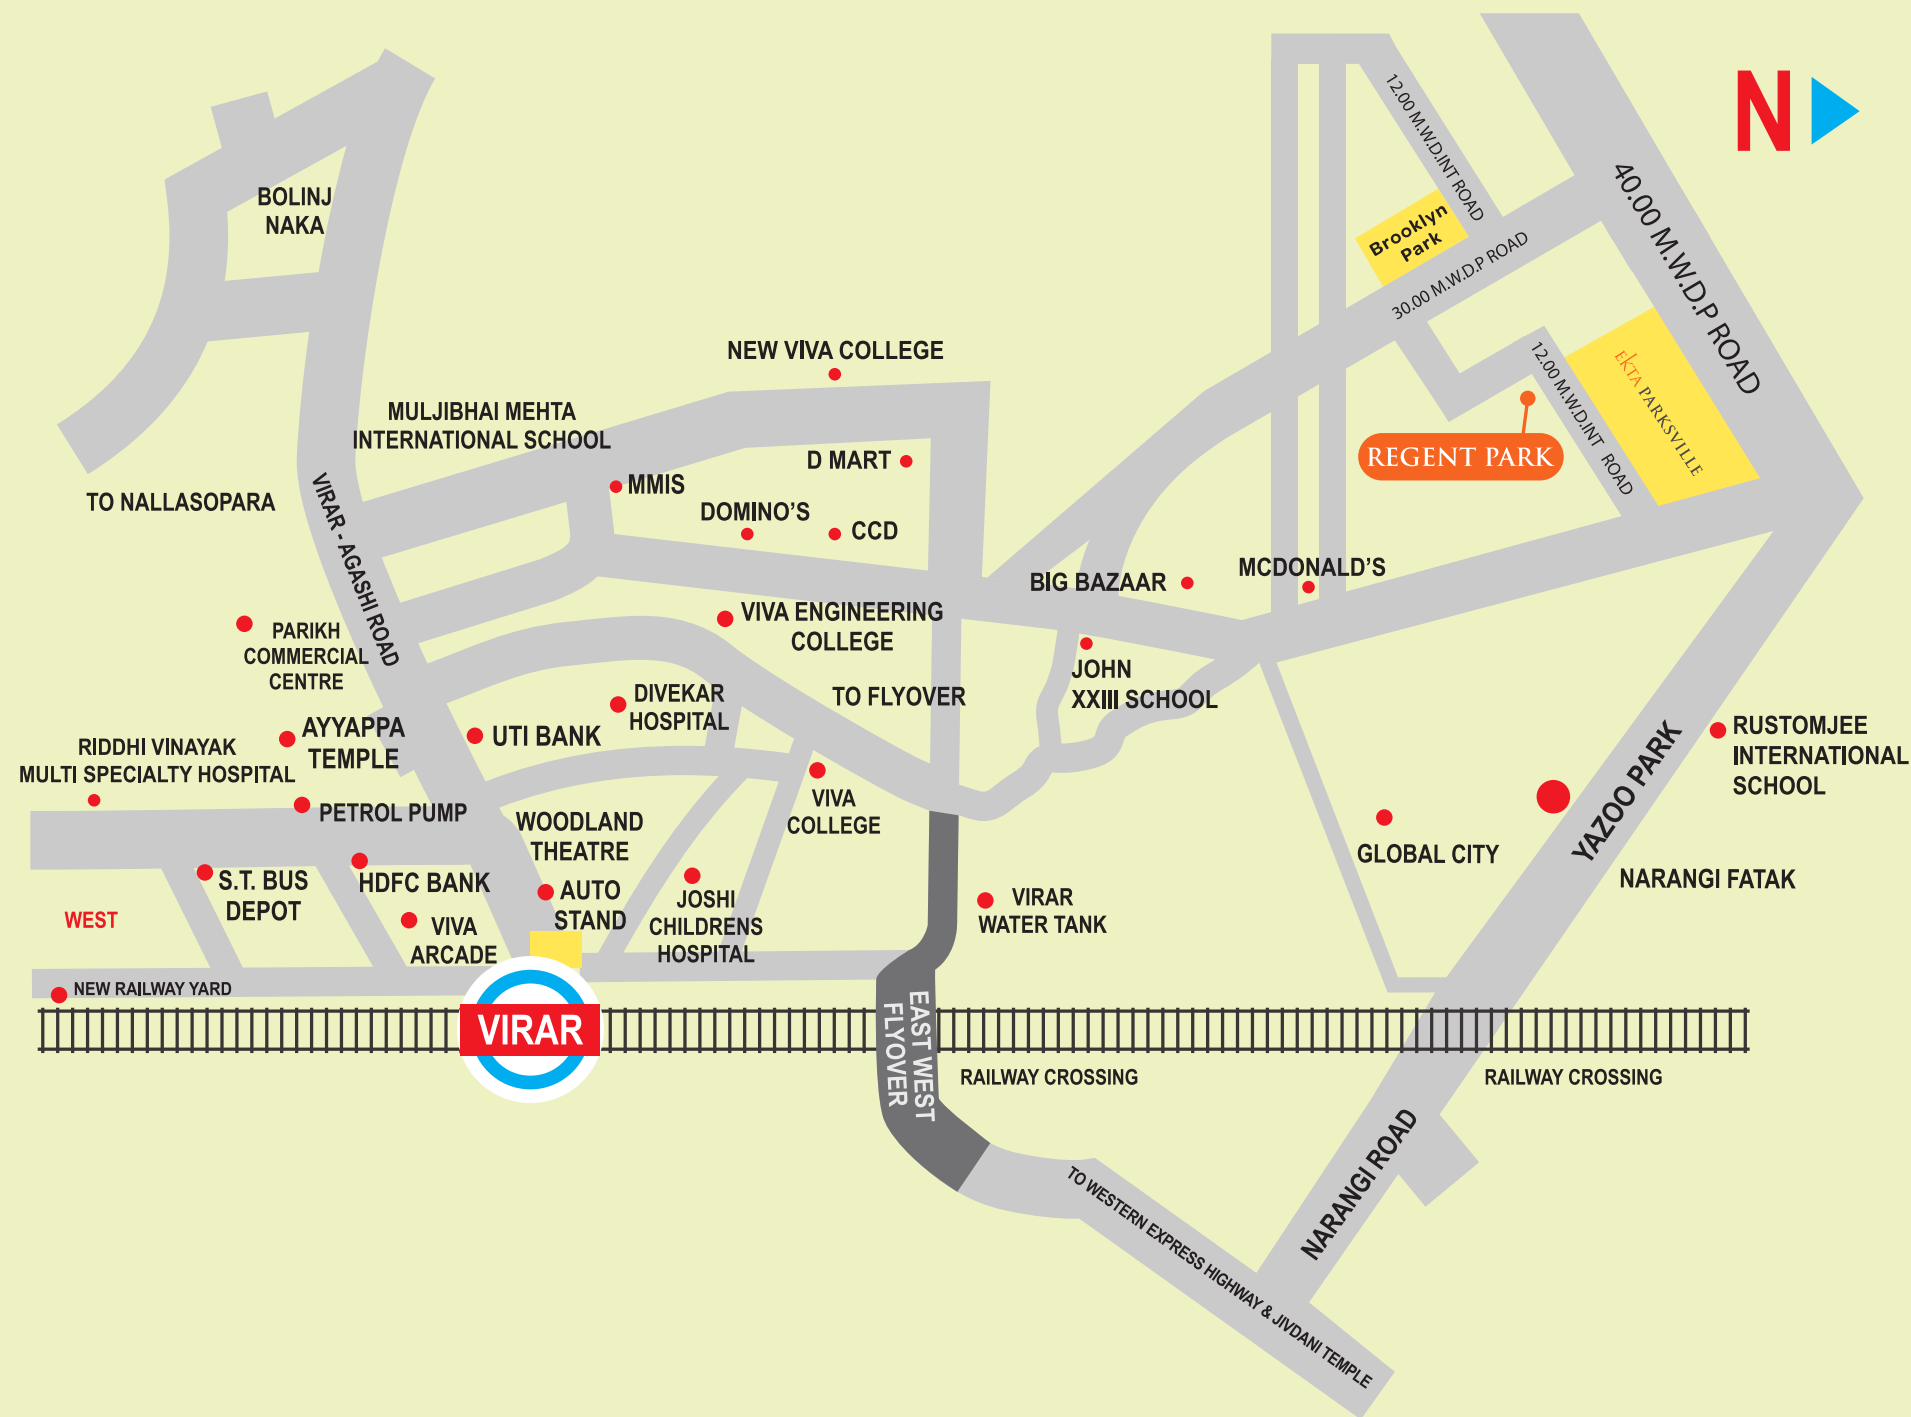 N
12.00 M.W.D.INT ROAD
40.00 M.W.D.P ROAD
BOLINJ
NAKA
Brooklyn
Park
30.00 M.W.D.P ROAD
NEW VIVA COLLEGE
12.00 M.W.D.INT ROAD
EKTA PARKSVILLE
MULJIBHAI MEHTA
INTERNATIONAL SCHOOL
D MART
REGENT PARK
MMIS
TO NALLASOPARA
VIRAR - AGASHI ROAD
DOMINO'S
CCD
BIG BAZAAR
MCDONALD'S
VIVA ENGINEERING
COLLEGE
PARIKH
COMMERCIAL
CENTRE
JOHN
XXIII SCHOOL
DIVEKAR
HOSPITAL
TO FLYOVER
AYYAPPA
TEMPLE
UTI BANK
RUSTOMJEE
INTERNATIONAL
SCHOOL
RIDDHI VINAYAK
MULTI SPECIALTY HOSPITAL
YAZOO PARK
PETROL PUMP
VIVA
COLLEGE
WOODLAND
THEATRE
GLOBAL CITY
NARANGI FATAK
S.T. BUS
DEPOT
HDFC BANK
AUTO
STAND
JOSHI
CHILDRENS
HOSPITAL
VIRAR
WATER TANK
WEST
VIVA
ARCADE
NEW RAILWAY YARD
VIRAR
EAST WEST
FLYOVER
RAILWAY CROSSING
RAILWAY CROSSING
NARANGI ROAD
TO WESTERN EXPRESS HIGHWAY & JIVDANI TEMPLE